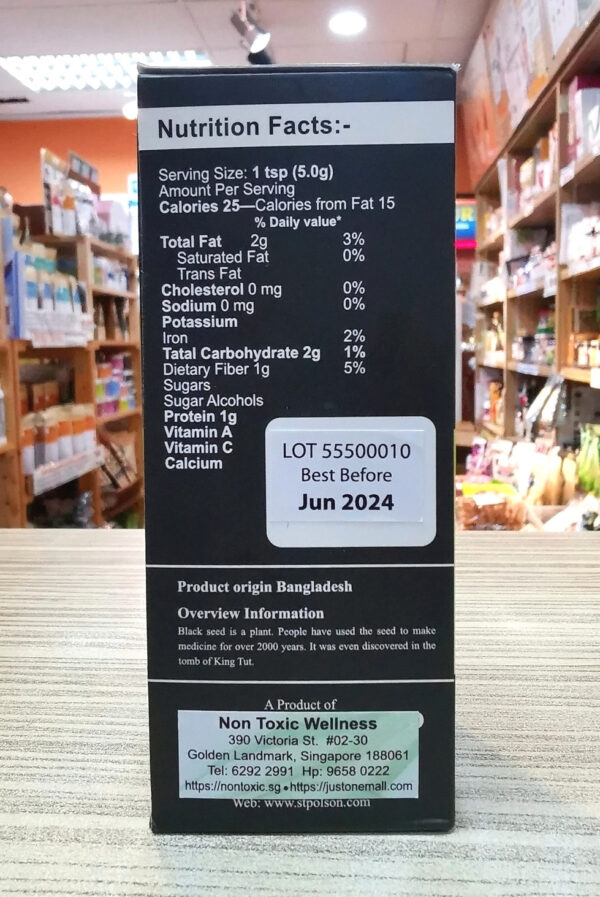 Nutrition Facts:-
Serving Size: 1 tsp (5.0g)
Amount Per Serving
Calories 25—Calories from Fat 15
% Daily value*
Total Fat 2g 3%
Saturated Fat 0%
Trans Fat
Cholesterol 0 mg 0%
Sodium 0 mg 0%
Potassium
Iron 2%
Tatal Carbohydrate 2g 1%
Dietary Fiber 1g 5%
Sugars
Sugar Alcohols
Protein 1g
Vitamin A
Vitamin C
Calcium
LOT 55500010
Best Before
Jun 2024
Product origin Bangladesh
Overview Information
Black seed is a plant. People have used the seed to make
medicine for over 2000 years. It was even discovered in the
tomb of King Tut.
A Product of
Non Toxic Wellness
390 Victoria St. #02-30
Golden Landmark, Singapore 188061
Tel: 6292 2991 Hp: 9658 0222
https://nontoxic.sg●https://justonemall.com
Web: www.stpolson.com